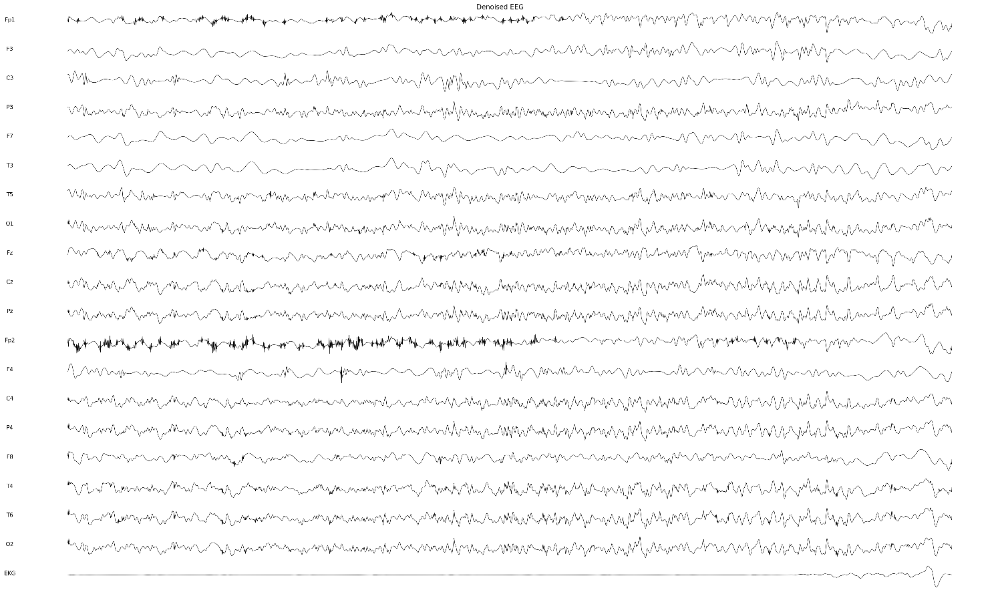 Denoised EEG
Fp1
F3
C3
P3
F7
T3
T5
O1
Fz
Cz
Pz
Fp2
F4
C4
P4
F8
T4
T6
O2
EKG